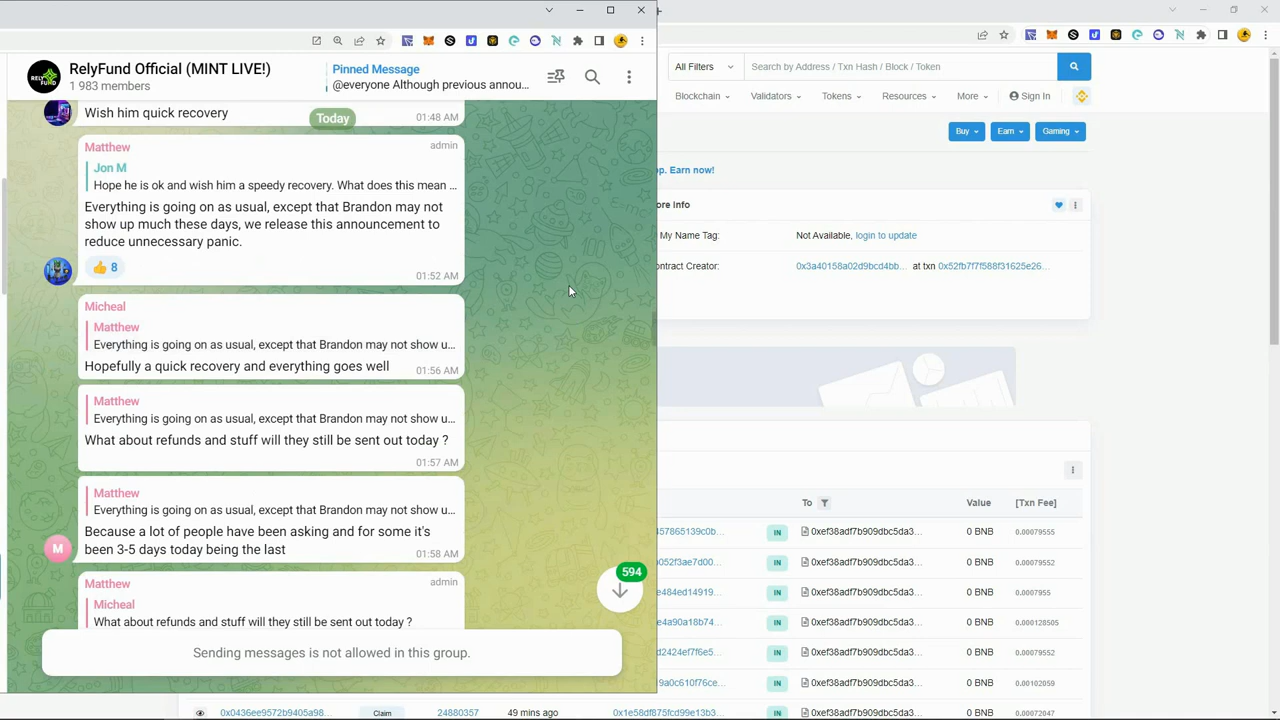 RelyFund Official (MINT LIVE!)
1 983 members
Pinned Message
@everyone Although previous annou...
Wish him quick recovery
01:48 AM
Today
Matthew
admin
Jon M
Hope he is ok and wish him a speedy recovery. What does this mean ...
Everything is going on as usual, except that Brandon may not
show up much these days, we release this announcement to
reduce unnecessary panic.
8
01:52 AM
Micheal
Matthew
Everything is going on as usual, except that Brandon may not show u...
Hopefully a quick recovery and everything goes well
01:56 AM
Matthew
Everything is going on as usual, except that Brandon may not show u...
What about refunds and stuff will they still be sent out today ?
01:57 AM
Matthew
Everything is going on as usual, except that Brandon may not show u...
Because a lot of people have been asking and for some it's
been 3-5 days today being the last
01:58 AM
M
594
Matthew
admin
Micheal
What about refunds and stuff will they still be sent out today ?
Sending messages is not allowed in this group.
All Filters
Search by Address / Txn Hash / Block / Token
Blockchain
Validators
Tokens
Resources
More
Sign In
Buy
Earn
Gaming
p. Earn now!
ore Info
My Name Tag:
Not Available, login to update
ontract Creator:
0x3a40158a02d9bcd4bb... at txn 0x52fb7f7f588f31625e26...
To
Value
[Txn Fee]
457865139c0b... IN 0xef38adf7b909dbc5da3... 0 BNB 0.00079555
052f3ae7d00... IN 0xef38adf7b909dbc5da3... 0 BNB 0.00079552
e484ed14919... IN 0xef38adf7b909dbc5da3... 0 BNB 0.0007955
e4a90a18b74... IN 0xef38adf7b909dbc5da3... 0 BNB 0.000128505
d2424ef7f6e5... IN 0xef38adf7b909dbc5da3... 0 BNB 0.00079552
19a0c610f76ce... IN 0xef38adf7b909dbc5da3... 0 BNB 0.00102059
0x0436ee9572b9405a98... Claim 24880357 49 mins ago 0x1e58df875fcd99e13b3... IN 0xef38adf7b909dbc5da3... 0 BNB 0.00072047